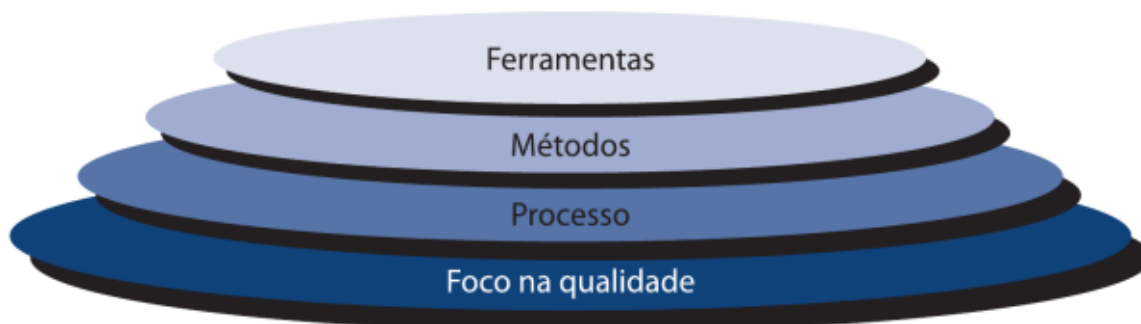 Ferramentas
Métodos
Processo
Foco na qualidade